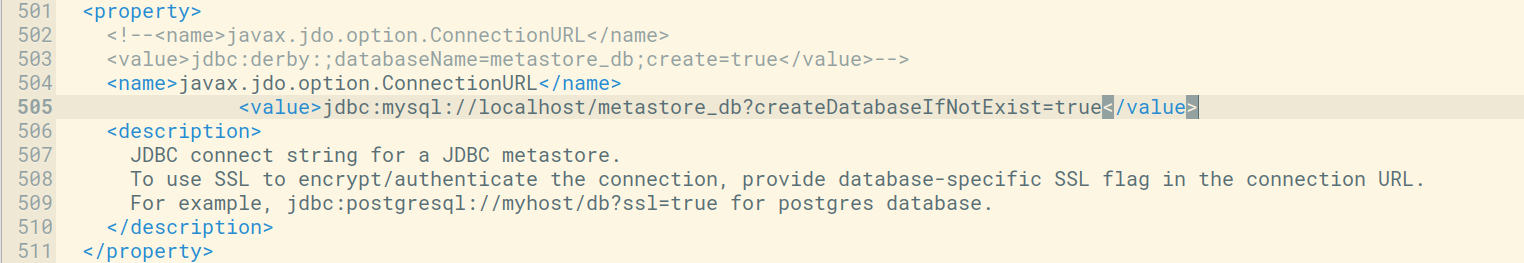 501 <property>
502 <!--<name>javax.jdo.option.ConnectionURL</name>
503 <value>jdbc:derby:;databaseName=metastore_db;create=true</value>-->
504 <name>javax.jdo.option.ConnectionURL</name>
505 <value>jdbc:mysql://localhost/metastore_db?createDatabaseIfNotExist=true</value>
506 <description>
507 JDBC connect string for a JDBC metastore.
508 To use SSL to encrypt/authenticate the connection, provide database-specific SSL flag in the connection URL.
509 For example, jdbc:postgresql://myhost/db?ssl=true for postgres database.
510 </description>
511 </property>